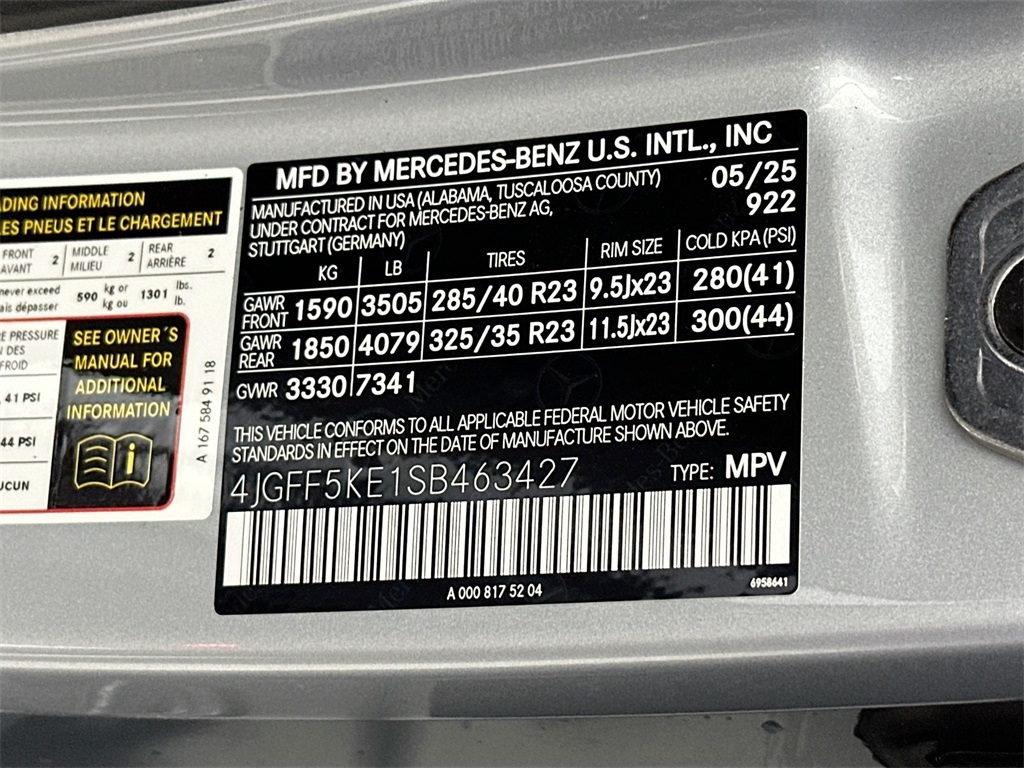 DING INFORMATION
LES PNEUS ET LE CHARGEMENT
FRONT
AVANT 2
MIDDLE
MILIEU 2
REAR
ARRIÈRE 2
never exceed
ais dépasser
590 kg or
kg ou
1301 lbs.
lb.
PRESSURE
DES
FROID
41 PSI
44 PSI
UCUN
SEE OWNER´S
MANUAL FOR
ADDITIONAL
INFORMATION
A 167 584 91 18
MFD BY MERCEDES-BENZ U.S. INTL., INC
MANUFACTURED IN USA (ALABAMA, TUSCALOOSA COUNTY) 05/25
UNDER CONTRACT FOR MERCEDES-BENZ AG, 922
STUTTGART (GERMANY)
KG LB TIRES RIM SIZE COLD KPA (PSI)
GAWR FRONT 1590 3505 285/40 R23 9.5Jx23 280(41)
GAWR REAR 1850 4079 325/35 R23 11.5Jx23 300(44)
GVWR 3330 7341
THIS VEHICLE CONFORMS TO ALL APPLICABLE FEDERAL MOTOR VEHICLE SAFETY
STANDARDS IN EFFECT ON THE DATE OF MANUFACTURE SHOWN ABOVE.
4JGFF5KE1SB463427 TYPE: MPV
A 000 817 52 04
6958641